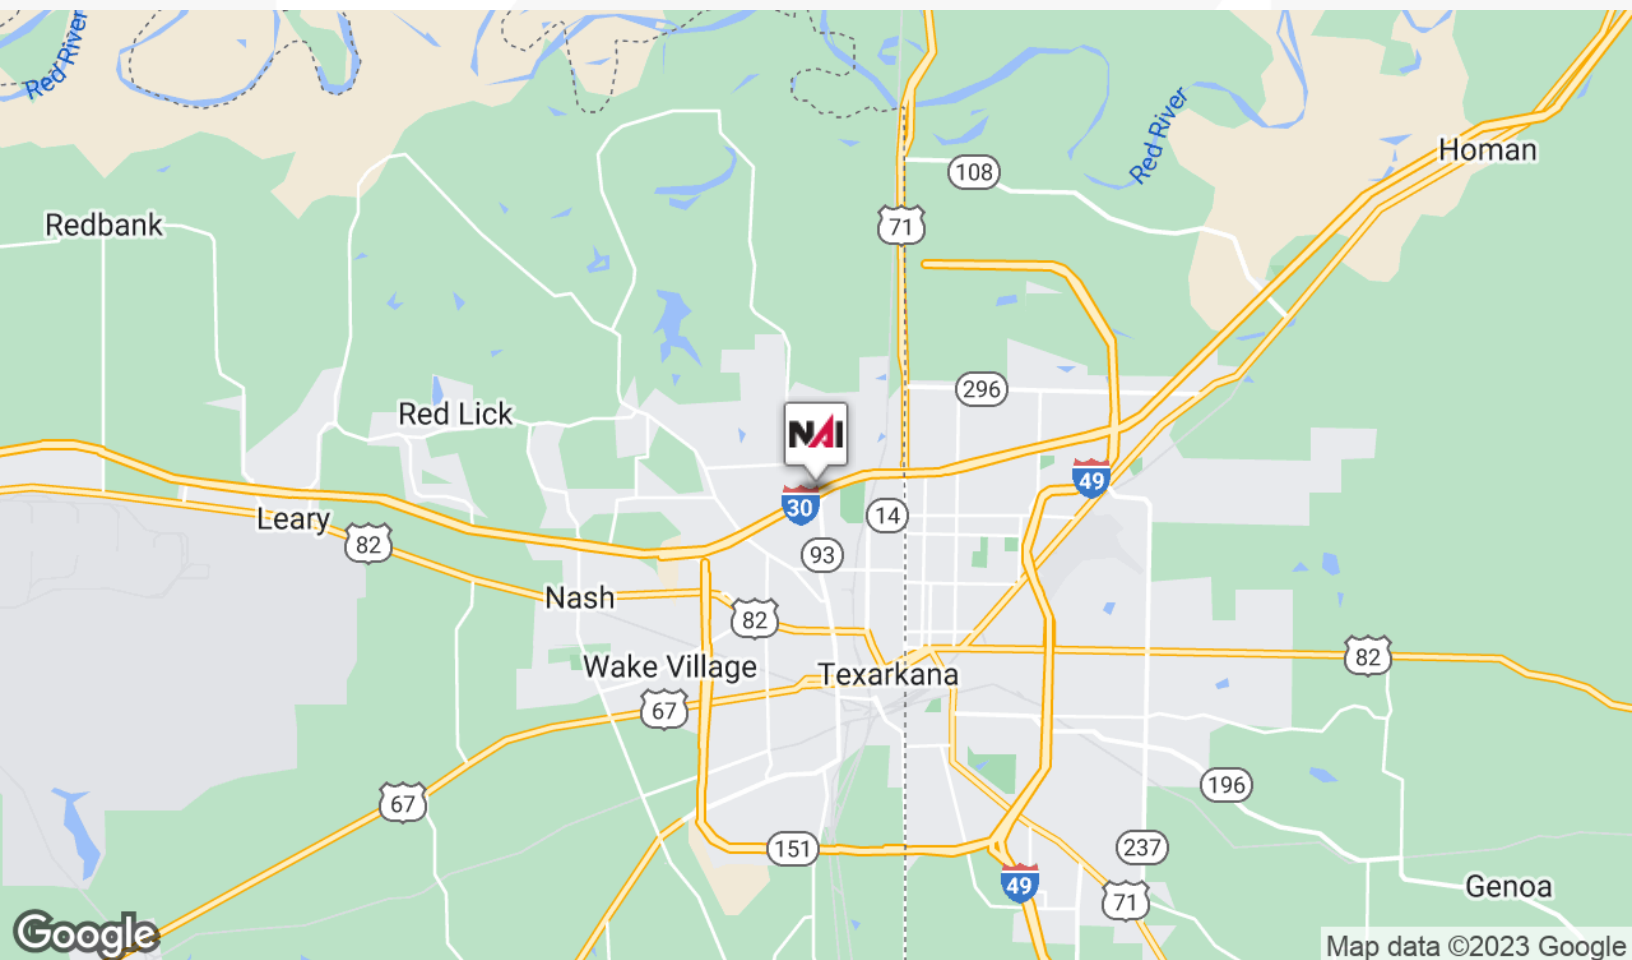 Red River
Red River
Homan
108
Redbank
71
296
Red Lick
NAI
49
30
14
Leary
82
93
Nash
82
82
Wake Village
Texarkana
67
196
67
151
237
49
71
Genoa
Google
Map data ©2023 Google